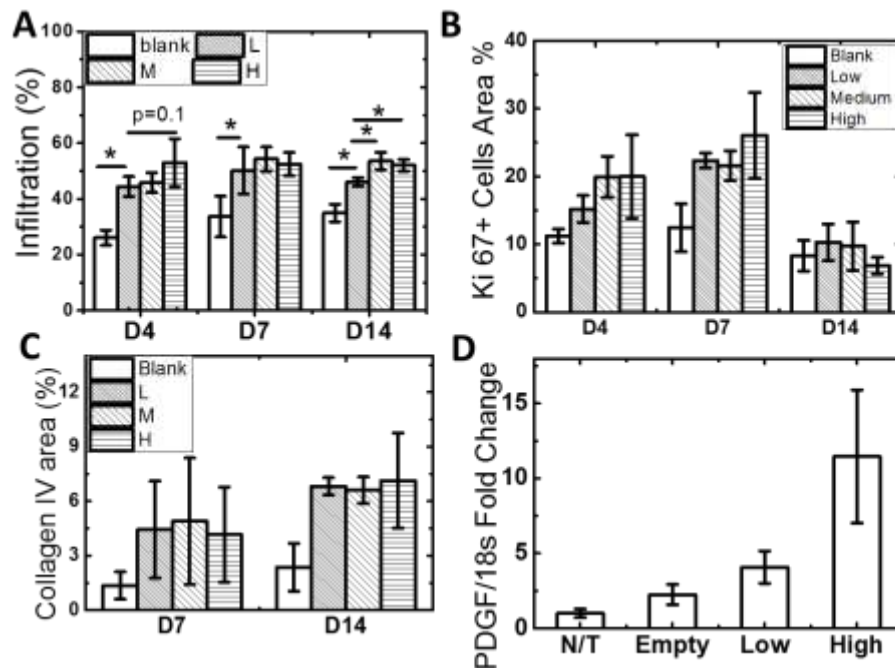 A
Infiltration (%)
100
80
60
40
20
0
blank L
M H
*
p=0.1
*
*
*
*
D4 D7 D14
B
Ki 67+ Cells Area %
40
30
20
10
0
Blank
Low
Medium
High
D4 D7 D14
C
Collagen IV area (%)
12
9
6
3
0
Blank
L
M
H
D7 D14
D
PDGF/18s Fold Change
15
10
5
0
N/T Empty Low High